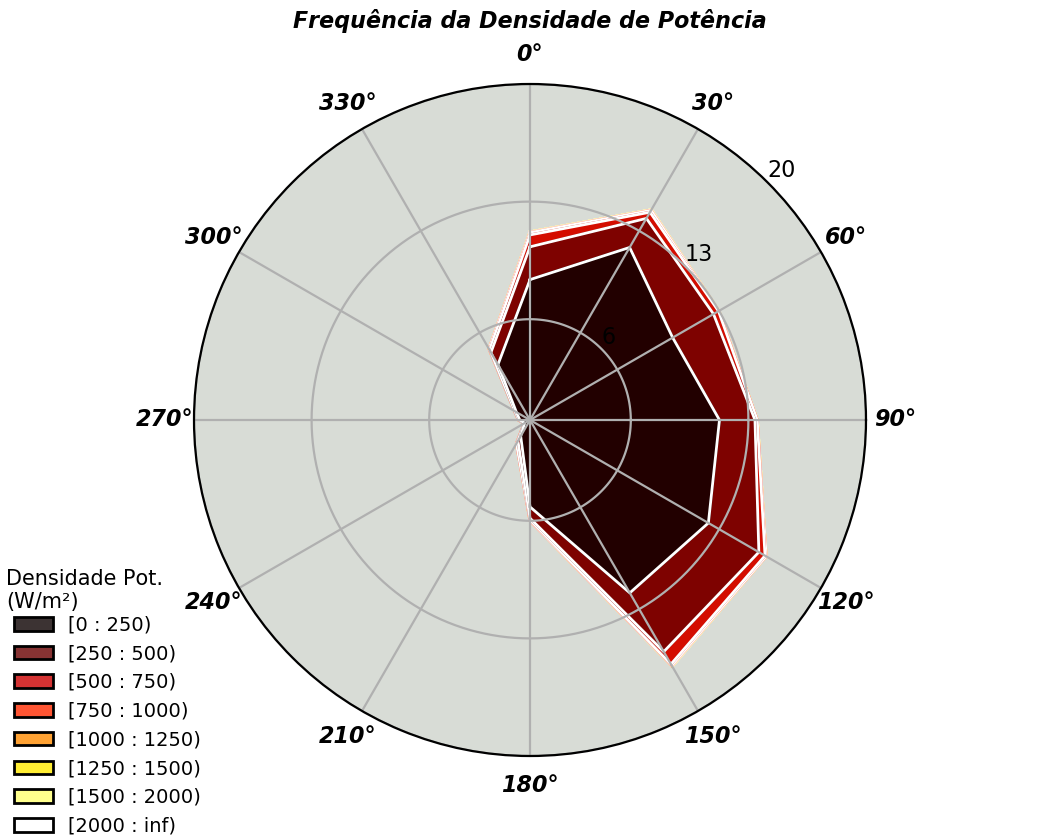 Frequência da Densidade de Potência
0°
330°
30°
20
300°
60°
13
6
270°
90°
240°
120°
210°
150°
180°
Densidade Pot.
(W/m²)
[0 : 250)
[250 : 500)
[500 : 750)
[750 : 1000)
[1000 : 1250)
[1250 : 1500)
[1500 : 2000)
[2000 : inf)